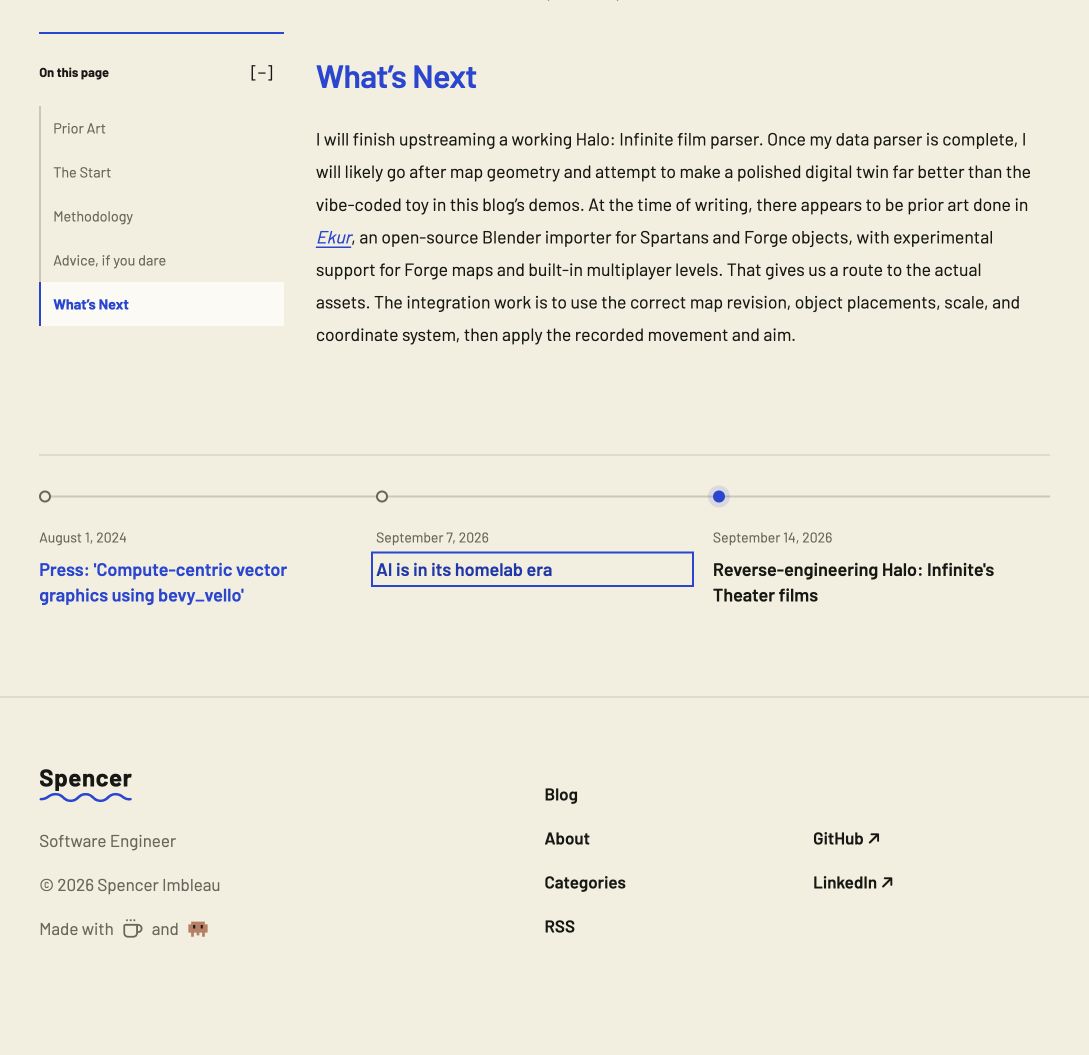 On this page
[–]
Prior Art
The Start
Methodology
Advice, if you dare
What's Next
What's Next
I will finish upstreaming a working Halo: Infinite film parser. Once my data parser is complete, I
will likely go after map geometry and attempt to make a polished digital twin far better than the
vibe-coded toy in this blog's demos. At the time of writing, there appears to be prior art done in
Ekur, an open-source Blender importer for Spartans and Forge objects, with experimental
support for Forge maps and built-in multiplayer levels. That gives us a route to the actual
assets. The integration work is to use the correct map revision, object placements, scale, and
coordinate system, then apply the recorded movement and aim.
August 1, 2024
Press: 'Compute-centric vector
graphics using bevy_vello'
September 7, 2026
AI is in its homelab era
September 14, 2026
Reverse-engineering Halo: Infinite's
Theater films
Spencer
Software Engineer
© 2026 Spencer Imbleau
Made with and
Blog
About
Categories
RSS
GitHub ↗
LinkedIn ↗